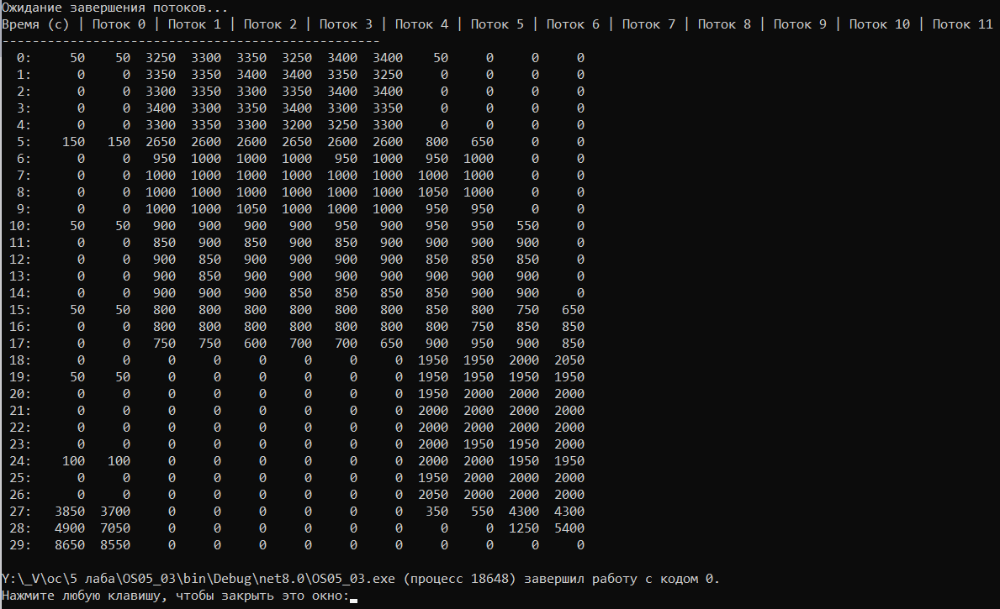 Ожидание завершения потоков...
Время (с) | Поток 0 | Поток 1 | Поток 2 | Поток 3 | Поток 4 | Поток 5 | Поток 6 | Поток 7 | Поток 8 | Поток 9 | Поток 10 | Поток 11
--------------------------------------------------
0: 50 50 3250 3300 3350 3250 3400 3400 50 0 0 0
1: 0 0 3350 3350 3400 3400 3350 3250 0 0 0 0
2: 0 0 3300 3350 3300 3350 3400 3400 0 0 0 0
3: 0 0 3400 3300 3350 3400 3300 3350 0 0 0 0
4: 0 0 3300 3350 3300 3200 3250 3300 0 0 0 0
5: 150 150 2650 2600 2600 2650 2600 2600 800 650 0 0
6: 0 0 950 1000 1000 1000 950 1000 950 1000 0 0
7: 0 0 1000 1000 1000 1000 1000 1000 1000 1000 0 0
8: 0 0 1000 1000 1000 1000 1000 1000 1050 1000 0 0
9: 0 0 1000 1000 1050 1000 1000 1000 950 950 0 0
10: 50 50 900 900 900 900 950 900 950 950 550 0
11: 0 0 850 900 850 900 850 900 900 900 900 0
12: 0 0 900 850 900 900 900 900 850 850 850 0
13: 0 0 900 850 900 900 900 900 900 900 900 0
14: 0 0 900 900 900 850 850 850 850 900 900 0
15: 50 50 800 800 800 800 800 800 850 800 750 650
16: 0 0 800 800 800 800 800 800 800 750 850 850
17: 0 0 750 750 600 700 700 650 900 950 900 850
18: 0 0 0 0 0 0 0 0 1950 1950 2000 2050
19: 50 50 0 0 0 0 0 0 1950 1950 1950 1950
20: 0 0 0 0 0 0 0 0 1950 2000 2000 2000
21: 0 0 0 0 0 0 0 0 2000 2000 2000 2000
22: 0 0 0 0 0 0 0 0 2000 2000 2000 2000
23: 0 0 0 0 0 0 0 0 2000 1950 1950 2000
24: 100 100 0 0 0 0 0 0 2000 2000 1950 1950
25: 0 0 0 0 0 0 0 0 1950 2000 2000 2000
26: 0 0 0 0 0 0 0 0 2050 2000 2000 2000
27: 3850 3700 0 0 0 0 0 0 350 550 4300 4300
28: 4900 7050 0 0 0 0 0 0 0 0 1250 5400
29: 8650 8550 0 0 0 0 0 0 0 0 0 0
Y:\_V\ос\5 лаба\OS05_03\bin\Debug\net8.0\OS05_03.exe (процесс 18648) завершил работу с кодом 0.
Нажмите любую клавишу, чтобы закрыть это окно: